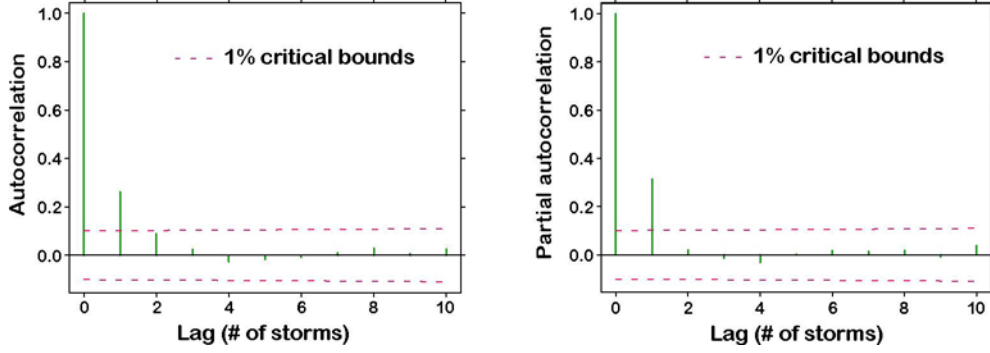 Autocorrelation
1.0
0.8
0.6
0.4
0.2
0.0
1% critical bounds
0 2 4 6 8 10
Lag (# of storms)
Partial autocorrelation
1.0
0.8
0.6
0.4
0.2
0.0
1% critical bounds
0 2 4 6 8 10
Lag (# of storms)